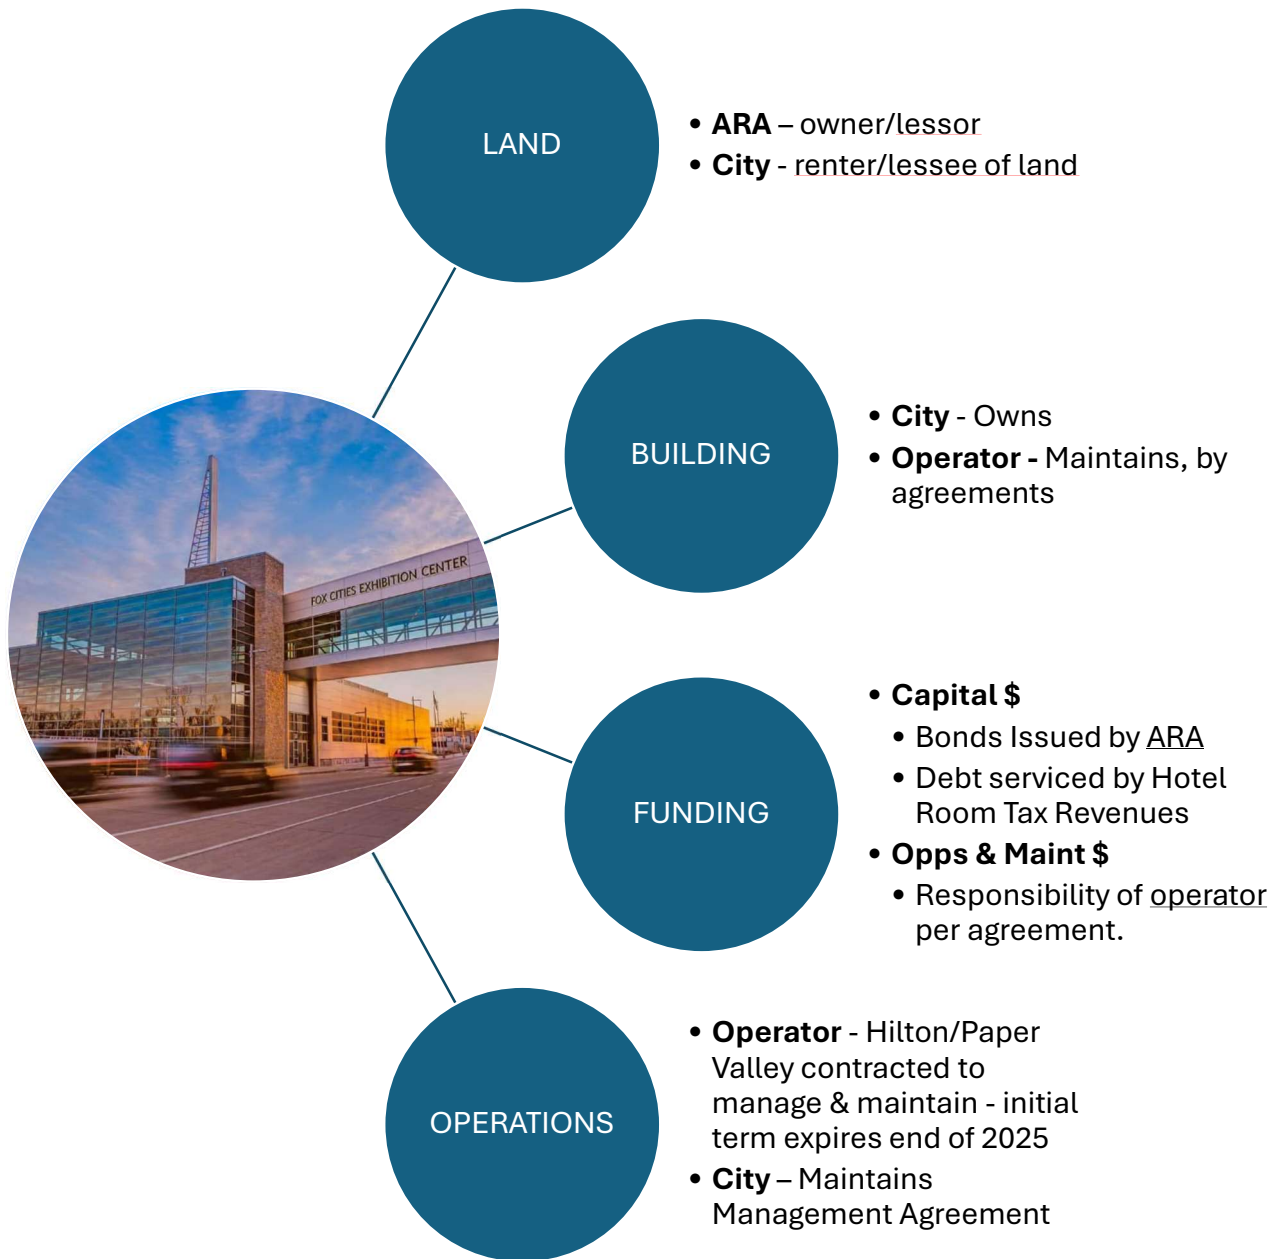 LAND
• ARA – owner/lessor
• City - renter/lessee of land
BUILDING
• City - Owns
• Operator - Maintains, by
agreements
FOX CITIES EXHIBITION CENTER
FUNDING
• Capital $
• Bonds Issued by ARA
• Debt serviced by Hotel
Room Tax Revenues
• Opps & Maint $
• Responsibility of operator
per agreement.
OPERATIONS
• Operator - Hilton/Paper
Valley contracted to
manage & maintain - initial
term expires end of 2025
• City – Maintains
Management Agreement